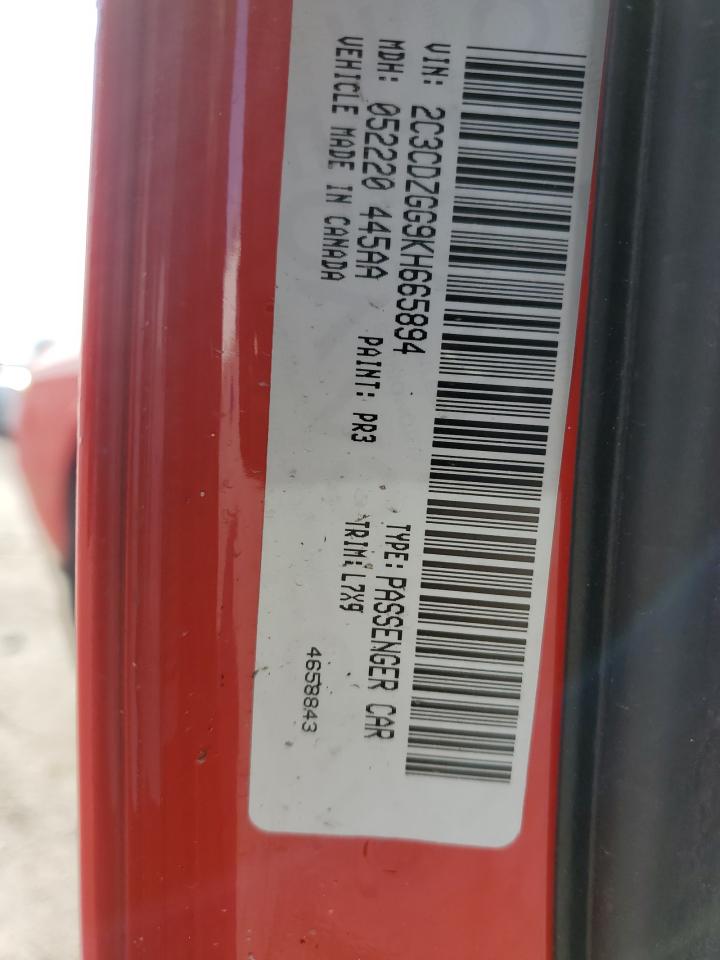 VIN: 2C3CDZGG9KH665894
TYPE: PASSENGER CAR
MDH: 052220 445AA
PAINT: PR3
TRIM: L7X9
VEHICLE MADE IN CANADA
4658843